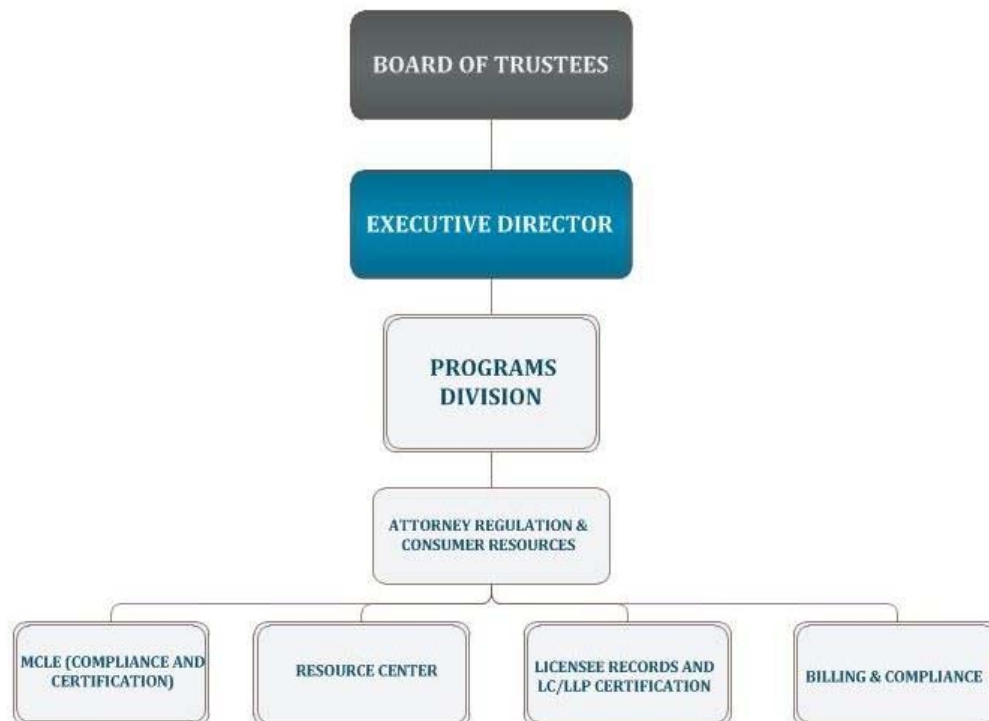 BOARD OF TRUSTEES
EXECUTIVE DIRECTOR
PROGRAMS
DIVISION
ATTORNEY REGULATION &
CONSUMER RESOURCES
MCLE (COMPLIANCE AND
CERTIFICATION)
RESOURCE CENTER
LICENSEE RECORDS AND
LC/LLP CERTIFICATION
BILLING & COMPLIANCE